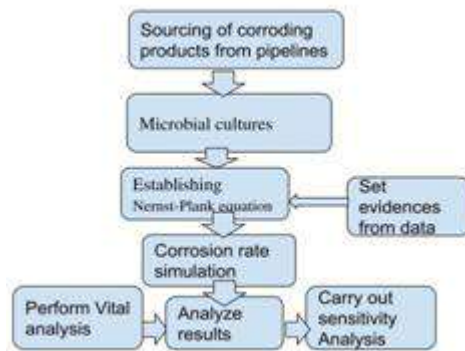 Sourcing of corroding
products from pipelines
Microbial cultures
Establishing
Nernst-Plank equation
Set
evidences
from data
Corrosion rate
simulation
Perform Vital
analysis
Analyze
results
Carry out
sensitivity
Analysis